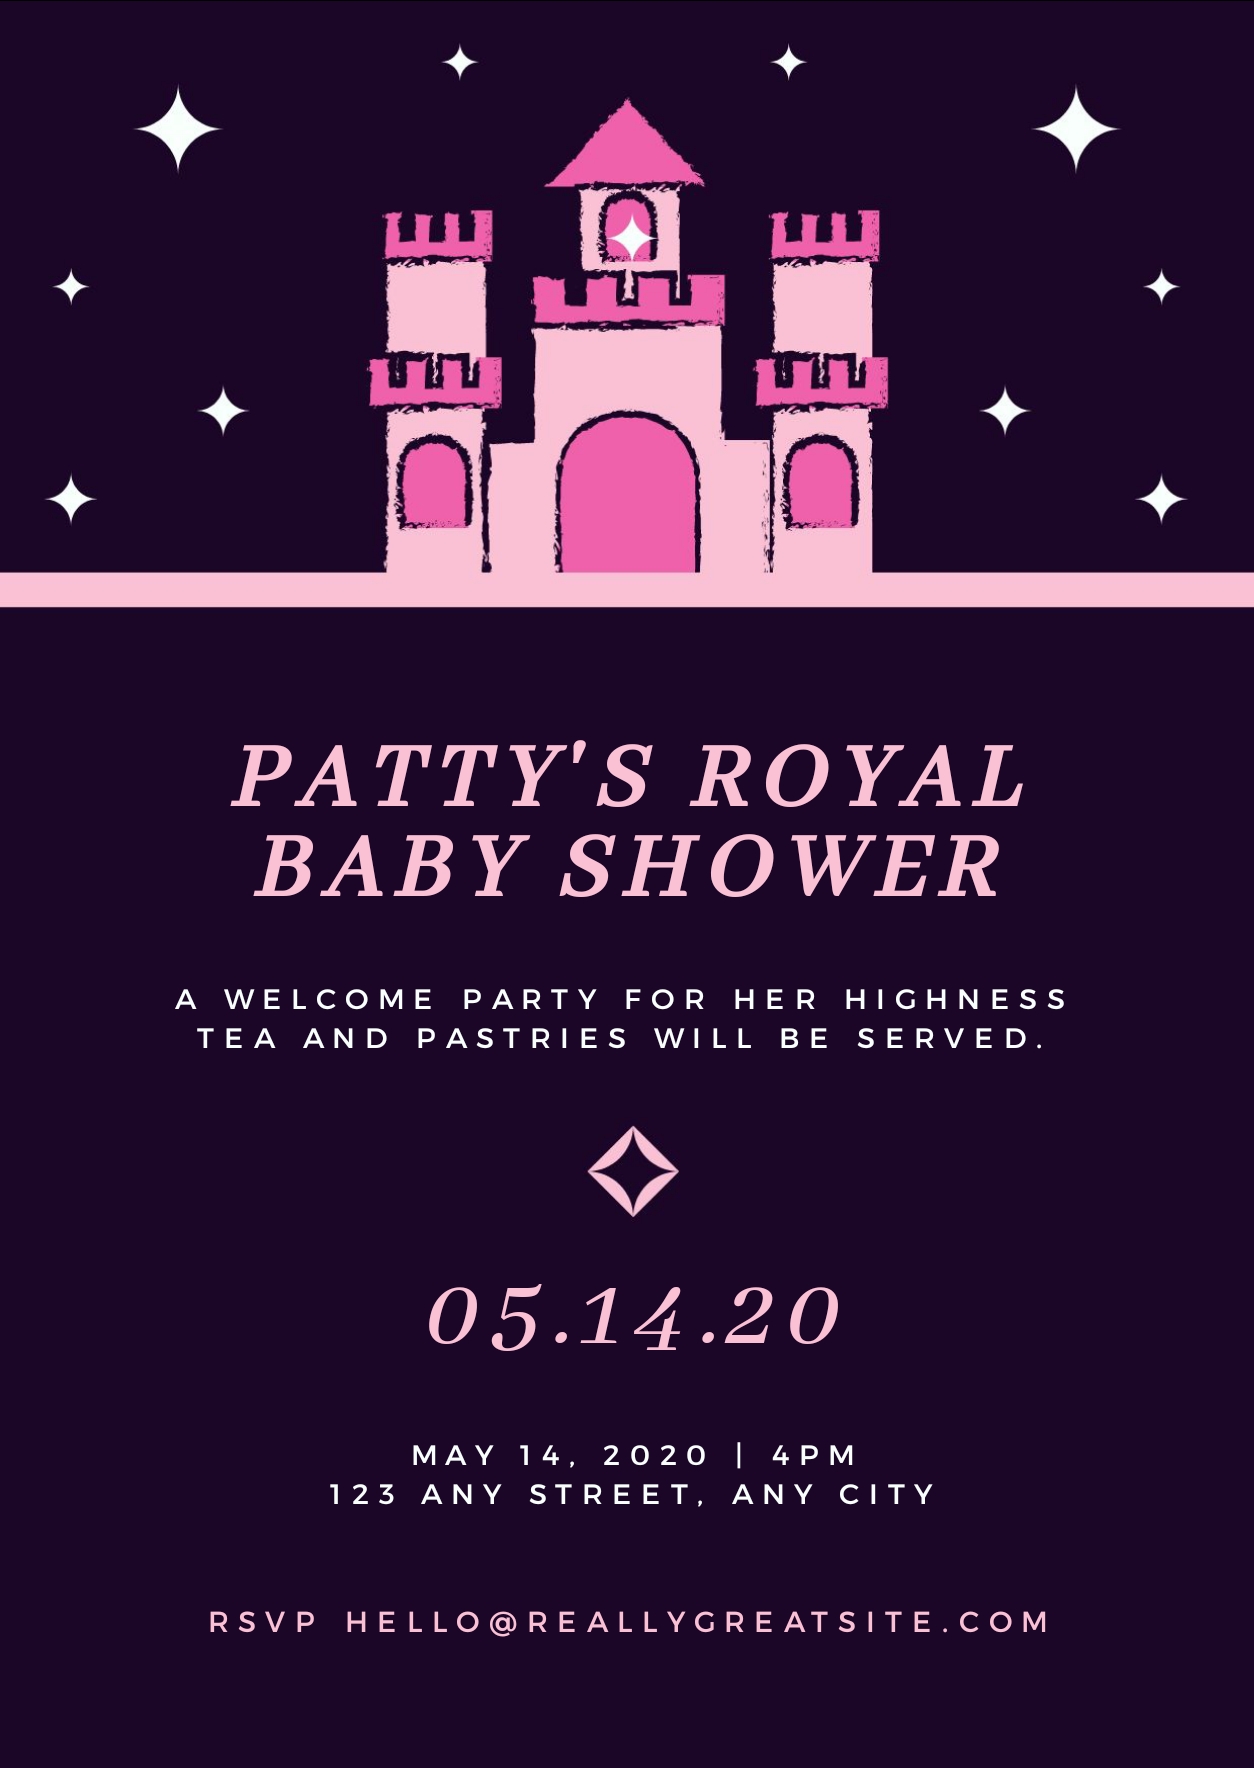 PATTY'S ROYAL
BABY SHOWER
A WELCOME PARTY FOR HER HIGHNESS
TEA AND PASTRIES WILL BE SERVED.
05.14.20
MAY 14, 2020 | 4PM
123 ANY STREET, ANY CITY
RSVP HELLO@REALLYGREATSITE.COM